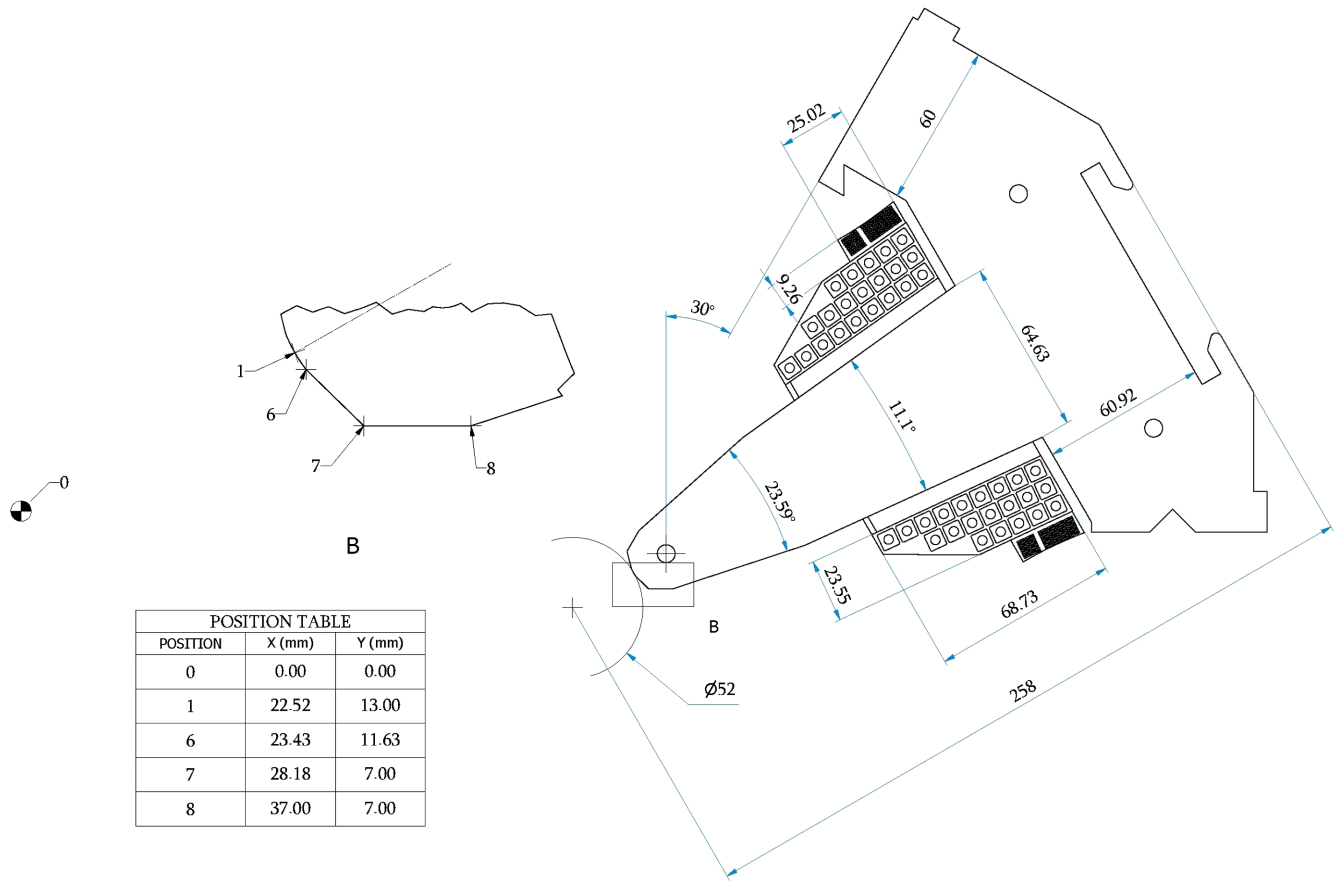 25.02
60
9.26
30°
64.63
1
11.1°
60.92
6
7
8
0
23.59°
B
23.55
68.73
B
258
Ø52
POSITION TABLE
POSITION X (mm) Y (mm)
0 0.00 0.00
1 22.52 13.00
6 23.43 11.63
7 28.18 7.00
8 37.00 7.00